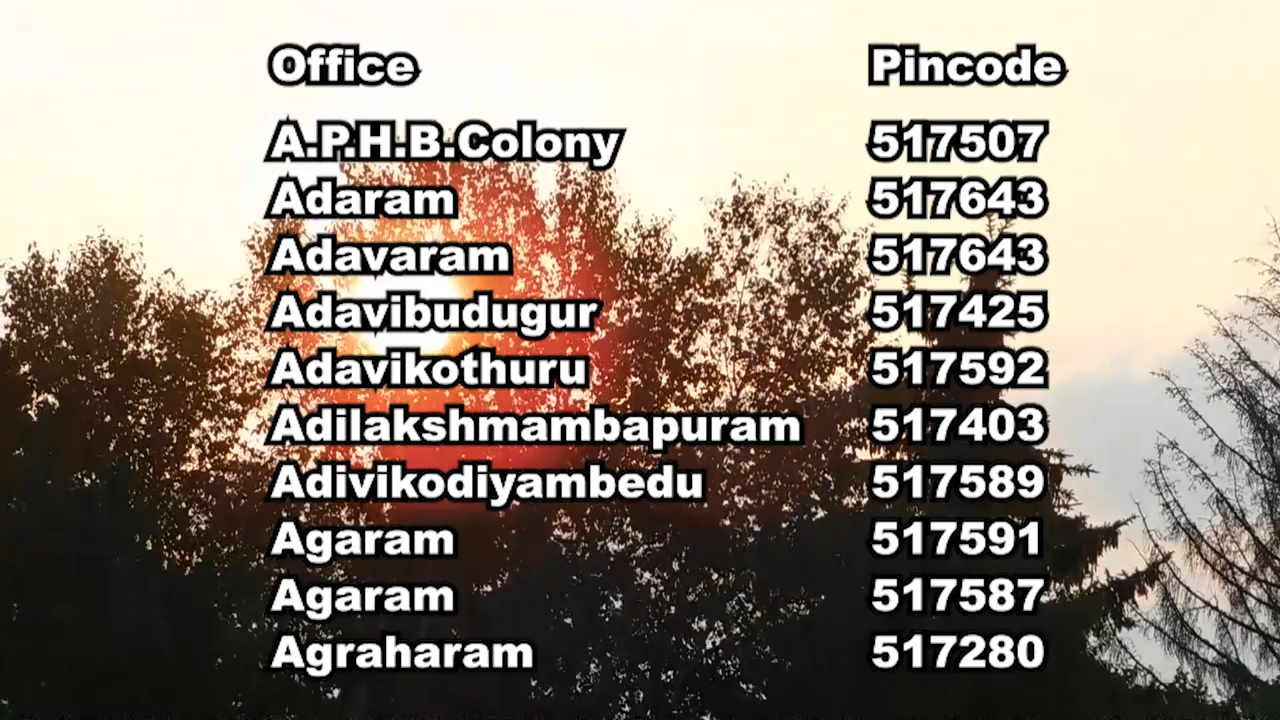 Office Pincode
A.P.H.B.Colony 517507
Adaram 517643
Adavaram 517643
Adavibudugur 517425
Adavikothuru 517592
Adilakshmambapuram 517403
Adivikodiyambedu 517589
Agaram 517591
Agaram 517587
Agraharam 517280